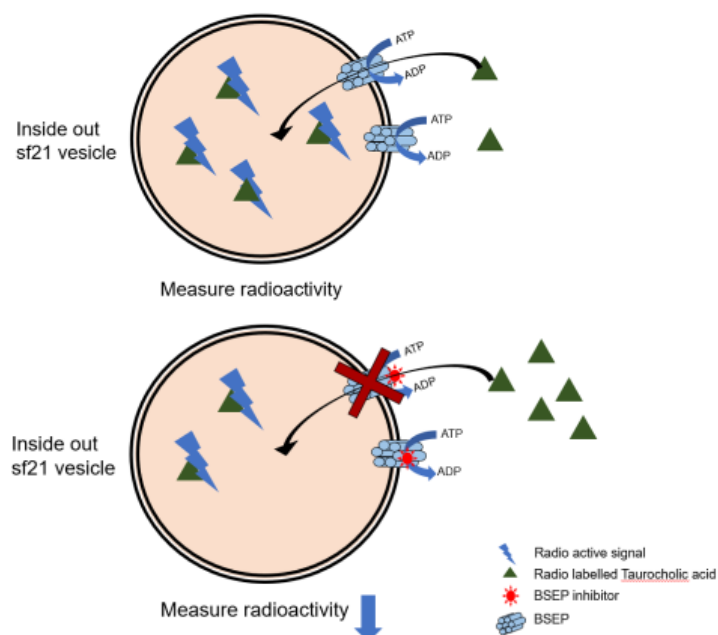 ATP
ADP
Inside out
sf21 vesicle
ATP
ADP
Measure radioactivity
ATP
ADP
Inside out
sf21 vesicle
ATP
ADP
Radio active signal
Radio labelled Taurocholic acid
BSEP inhibitor
BSEP
Measure radioactivity